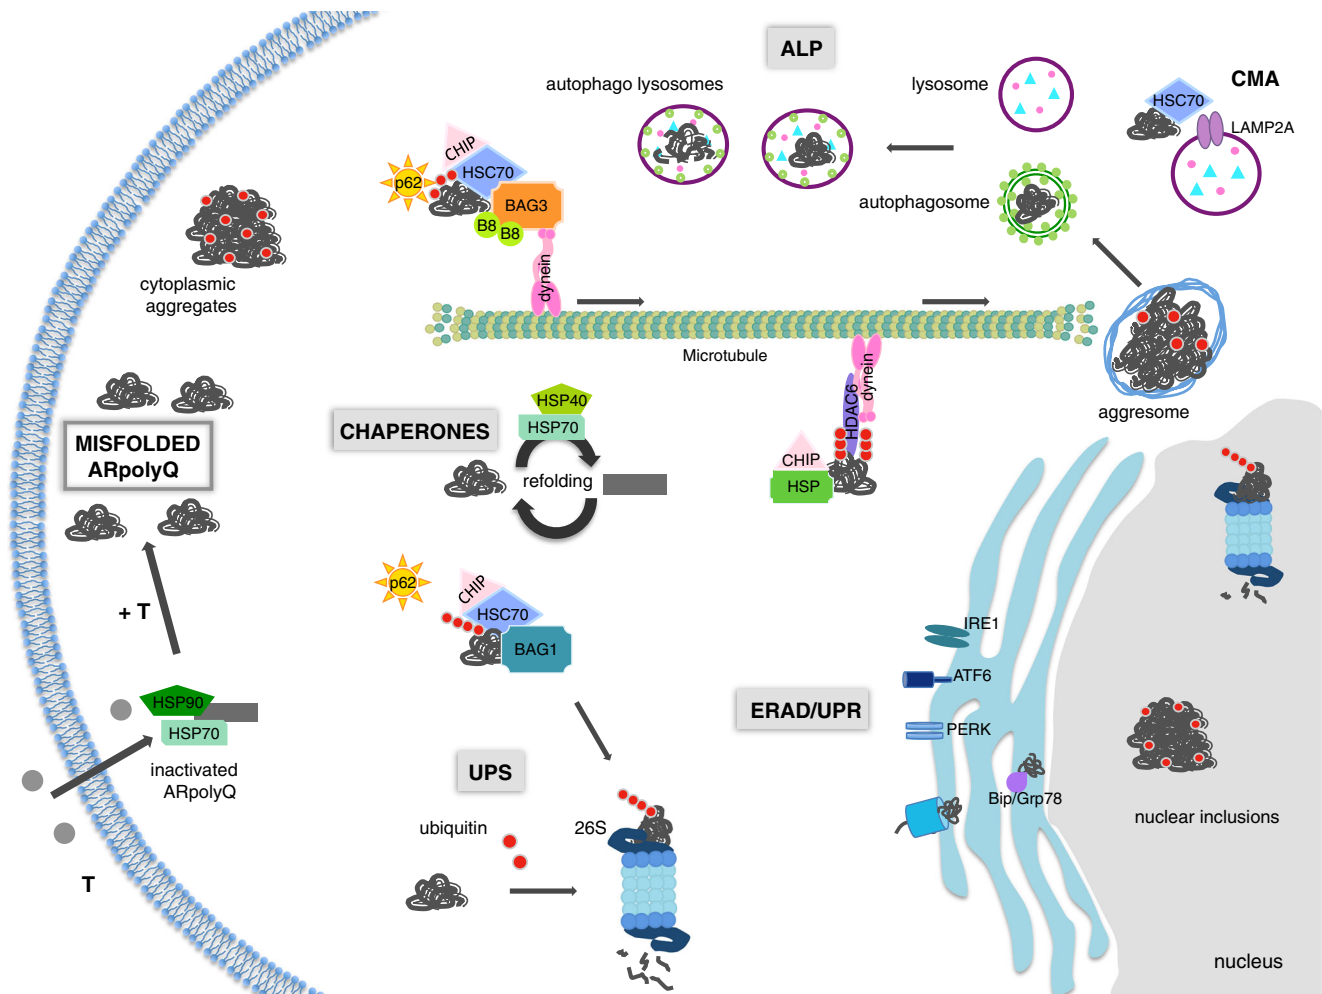 ALP
autophago lysosomes
lysosome
CMA
HSC70
LAMP2A
CHIP
HSC70
p62
BAG3
B8
B8
dynein
autophagosome
cytoplasmic
aggregates
Microtubule
dynein
HDAC6
aggresome
HSP40
HSP70
CHAPERONES
refolding
CHIP
HSP
MISFOLDED
ARpolyQ
+ T
p62
CHIP
HSC70
BAG1
IRE1
ATF6
PERK
ERAD/UPR
Bip/Grp78
HSP90
HSP70
inactivated
ARpolyQ
UPS
ubiquitin
26S
nuclear inclusions
T
nucleus